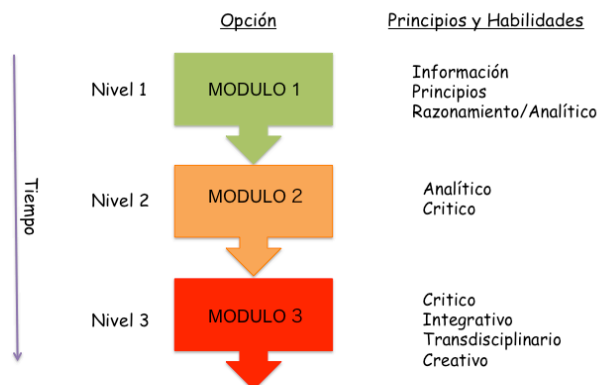 Opción
Principios y Habilidades
Nivel 1
MODULO 1
Información
Principios
Razonamiento/Analítico
Tiempo
Nivel 2
MODULO 2
Analítico
Critico
Nivel 3
MODULO 3
Critico
Integrativo
Transdisciplinario
Creativo